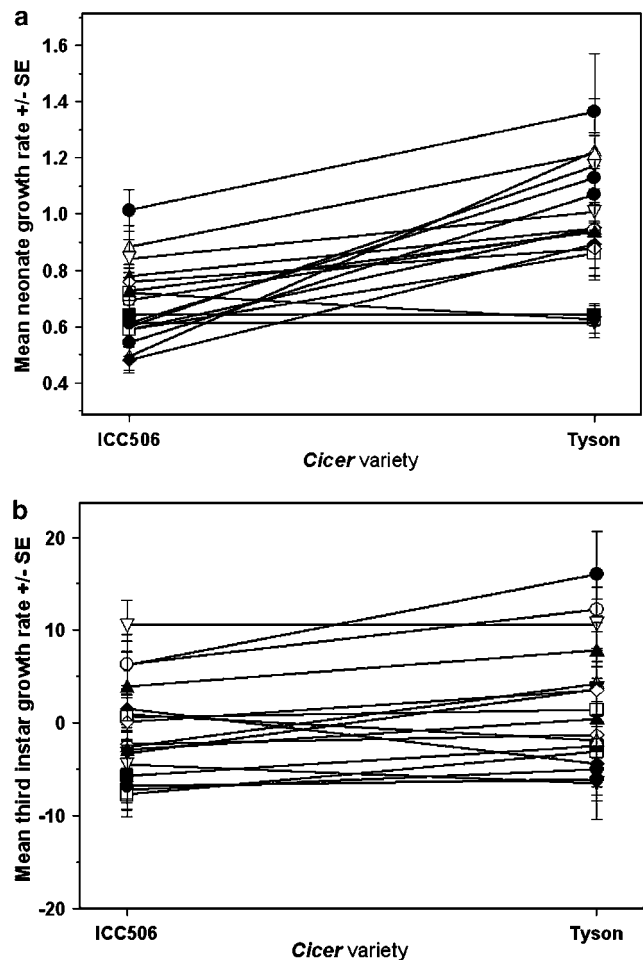 a
Mean neonate growth rate +/- SE
1.6
1.4
1.2
1.0
0.8
0.6
0.4
ICC506 Tyson
Cicer variety
b
Mean third instar growth rate +/- SE
20
10
0
-10
-20
ICC506 Tyson
Cicer variety